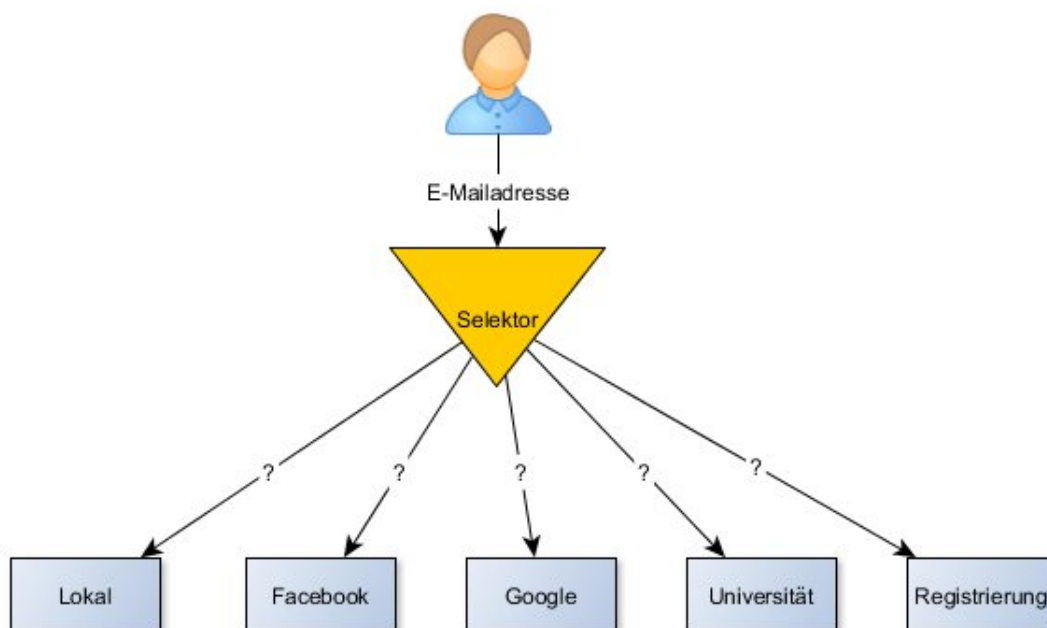 E-Mailadresse
Selektor
?
?
?
?
?
Lokal
Facebook
Google
Universität
Registrierung